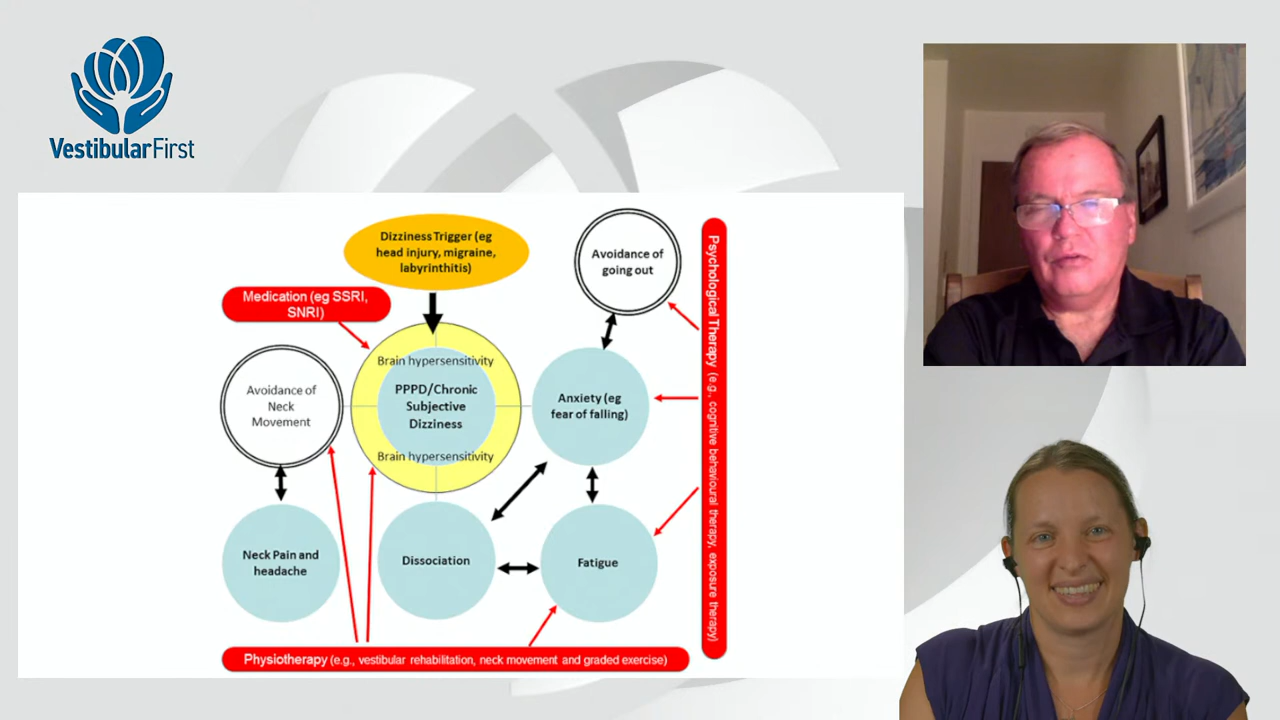 VestibularFirst
Dizziness Trigger (eg
head injury, migraine,
labyrinthitis)
Avoidance of
going out
Medication (eg SSRI,
SNRI)
Brain hypersensitivity
PPPD/Chronic
Subjective
Dizziness
Brain hypersensitivity
Avoidance of
Neck
Movement
Anxiety (eg
fear of falling)
Neck Pain and
headache
Dissociation
Fatigue
Psychological Therapy (e.g., cognitive behavioural therapy, exposure therapy)
Physiotherapy (e.g., vestibular rehabilitation, neck movement and graded exercise)